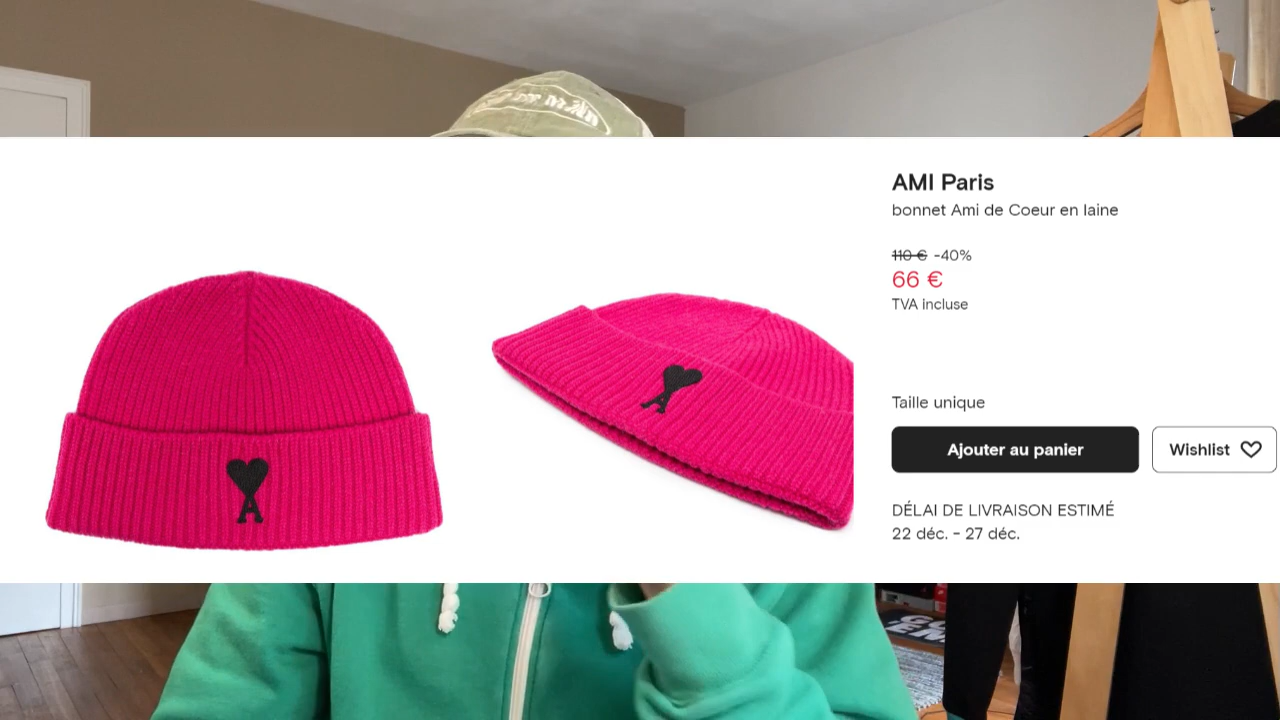 AMI Paris
bonnet Ami de Coeur en laine
110 € -40%
66 €
TVA incluse
Taille unique
Ajouter au panier
Wishlist
DÉLAI DE LIVRAISON ESTIMÉ
22 déc. - 27 déc.